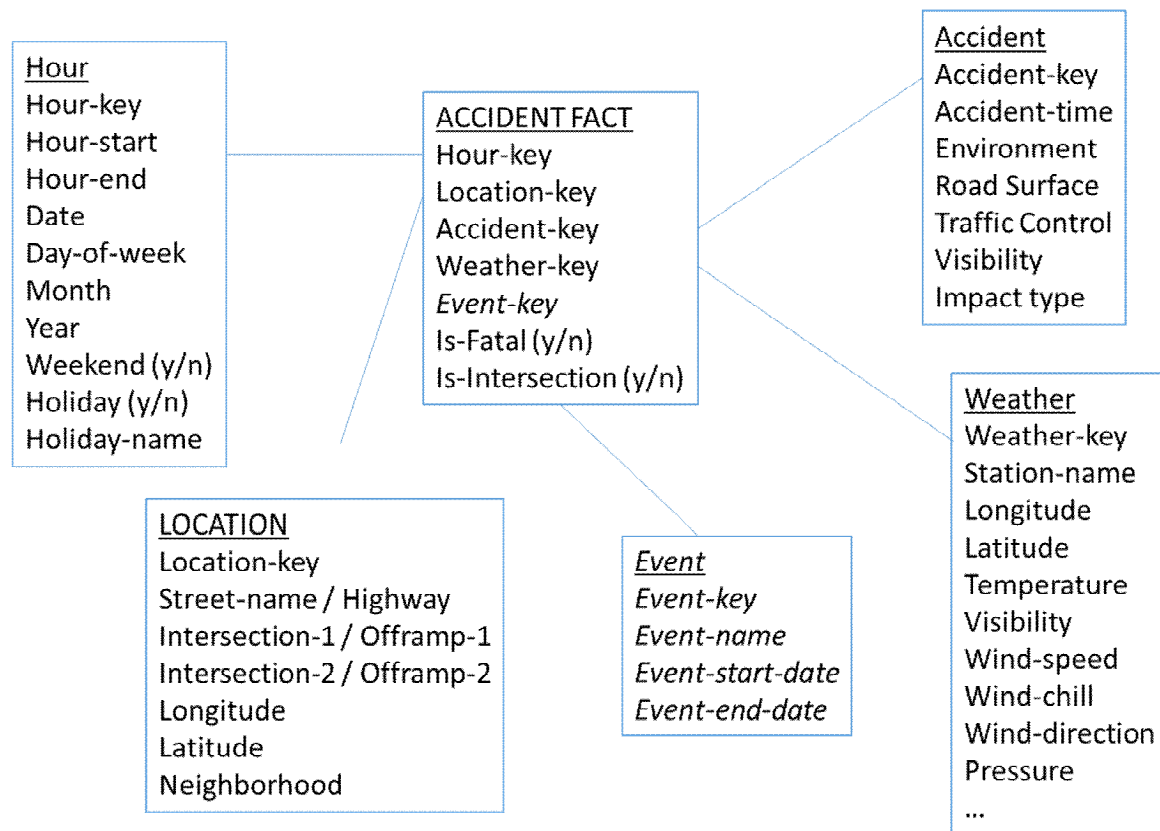 Hour
Hour-key
Hour-start
Hour-end
Date
Day-of-week
Month
Year
Weekend (y/n)
Holiday (y/n)
Holiday-name
ACCIDENT FACT
Hour-key
Location-key
Accident-key
Weather-key
Event-key
Is-Fatal (y/n)
Is-Intersection (y/n)
Accident
Accident-key
Accident-time
Environment
Road Surface
Traffic Control
Visibility
Impact type
LOCATION
Location-key
Street-name / Highway
Intersection-1 / Offramp-1
Intersection-2 / Offramp-2
Longitude
Latitude
Neighborhood
Event
Event-key
Event-name
Event-start-date
Event-end-date
Weather
Weather-key
Station-name
Longitude
Latitude
Temperature
Visibility
Wind-speed
Wind-chill
Wind-direction
Pressure
...